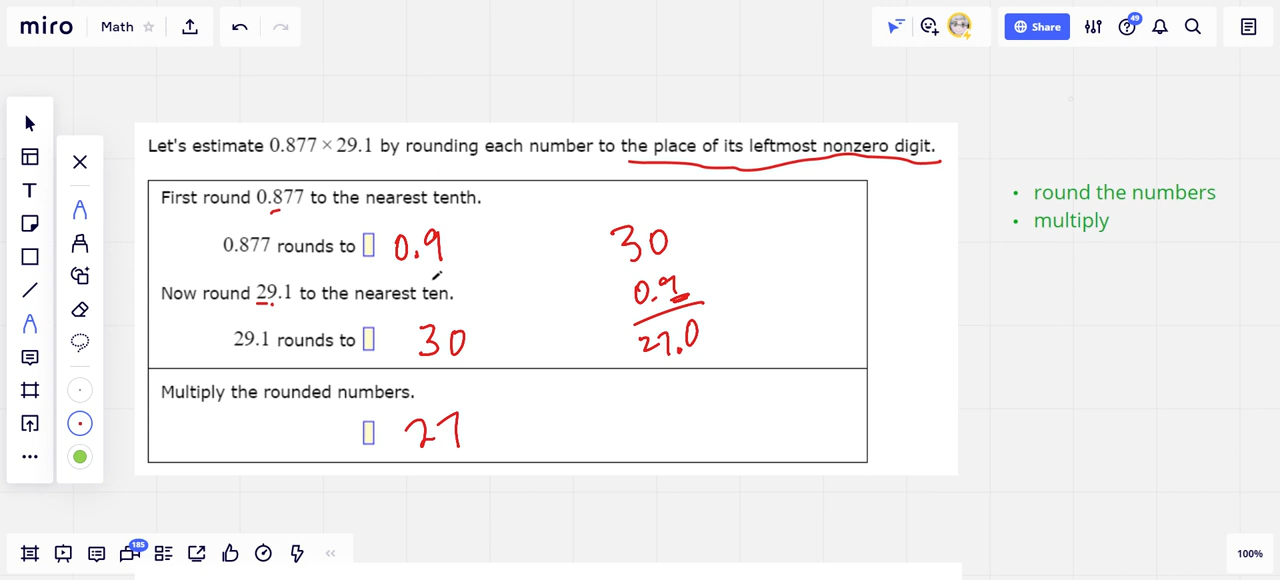 miro Math Share 49
Let's estimate 0.877 × 29.1 by rounding each number to the place of its leftmost nonzero digit.
First round 0.877 to the nearest tenth.
0.877 rounds to 0.9
Now round 29.1 to the nearest ten.
29.1 rounds to 30
30
0.9
27.0
Multiply the rounded numbers.
27
• round the numbers
• multiply
185
100%